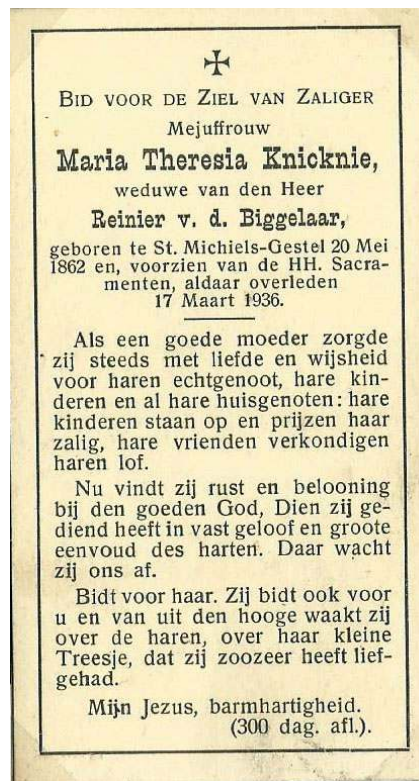 BID VOOR DE ZIEL VAN ZALIGER
Mejuffrouw
Maria Theresia Knicknie,
weduwe van den Heer
Reinier v. d. Biggelaar,
geboren te St. Michiels-Gestel 20 Mei
1862 en, voorzien van de HH. Sacra-
menten, aldaar overleden
17 Maart 1936.
Als een goede moeder zorgde
zij steeds met liefde en wijsheid
voor haren echtgenoot, hare kin-
deren en al hare huisgenoten: hare
kinderen staan op en prijzen haar
zalig, hare vrienden verkondigen
haren lof.
Nu vindt zij rust en belooning
bij den goeden God, Dien zij ge-
diend heeft in vast geloof en groote
eenvoud des harten. Daar wacht
zij ons af.
Bidt voor haar. Zij bidt ook voor
u en van uit den hooge waakt zij
over de haren, over haar kleine
Treesje, dat zij zoozeer heeft lief-
gehad.
Mijn Jezus, barmhartigheid.
(300 dag. afl.).